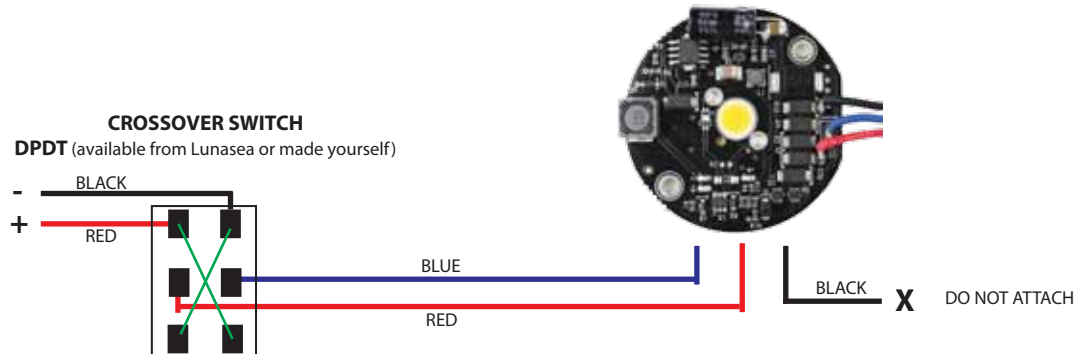 CROSSOVER SWITCH
DPDT (available from Lunasea or made yourself)
- BLACK
+ RED
BLUE
RED
BLACK X DO NOT ATTACH